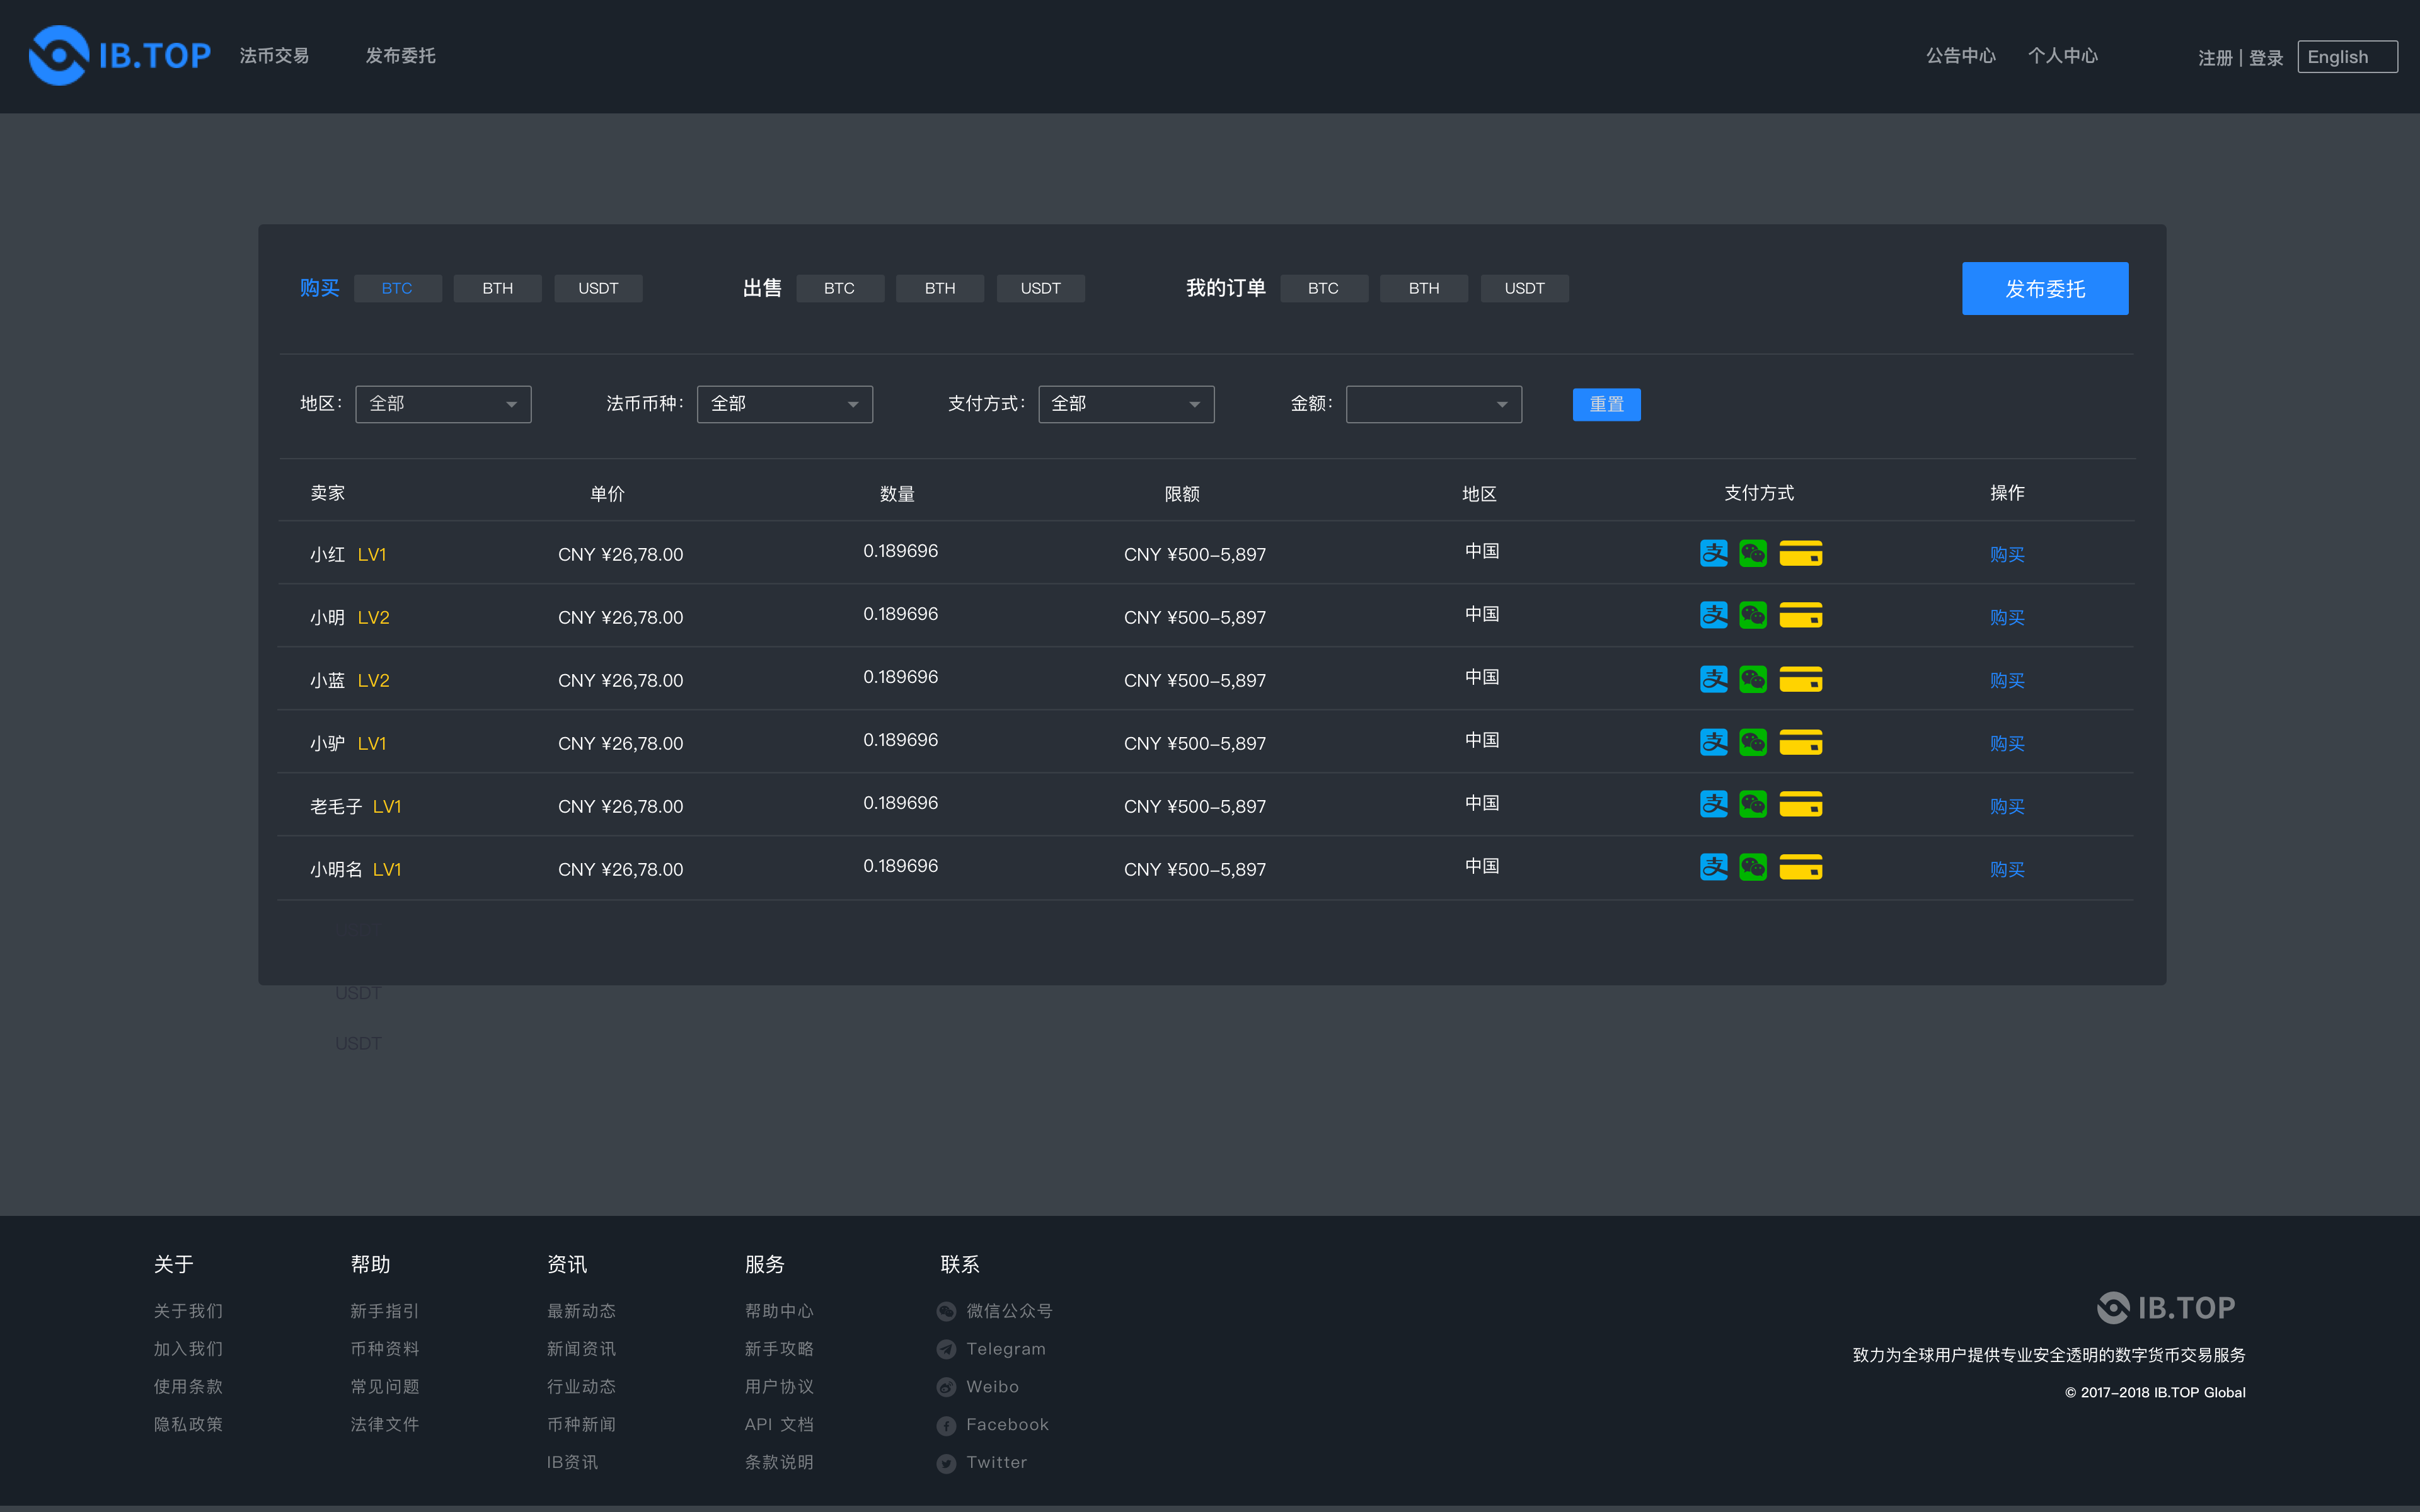 IB.TOP 法币交易 发布委托 公告中心 个人中心 注册 | 登录 English
购买 BTC BTH USDT 出售 BTC BTH USDT 我的订单 BTC BTH USDT 发布委托
地区： 全部 法币币种： 全部 支付方式： 全部 金额： 重置
卖家 单价 数量 限额 地区 支付方式 操作
小红 LV1 CNY ¥26,78.00 0.189696 CNY ¥500–5,897 中国 支 购买
小明 LV2 CNY ¥26,78.00 0.189696 CNY ¥500–5,897 中国 支 购买
小蓝 LV2 CNY ¥26,78.00 0.189696 CNY ¥500–5,897 中国 支 购买
小驴 LV1 CNY ¥26,78.00 0.189696 CNY ¥500–5,897 中国 支 购买
老毛子 LV1 CNY ¥26,78.00 0.189696 CNY ¥500–5,897 中国 支 购买
小明名 LV1 CNY ¥26,78.00 0.189696 CNY ¥500–5,897 中国 支 购买
USDT
USDT
USDT
关于 帮助 资讯 服务 联系
关于我们 新手指引 最新动态 帮助中心 微信公众号
加入我们 币种资料 新闻资讯 新手攻略 Telegram
使用条款 常见问题 行业动态 用户协议 Weibo
隐私政策 法律文件 币种新闻 API 文档 Facebook
IB资讯 条款说明 Twitter
IB.TOP
致力为全球用户提供专业安全透明的数字货币交易服务
© 2017–2018 IB.TOP Global